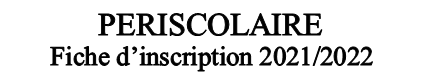 PERISCOLAIRE
Fiche d’inscription 2021/2022